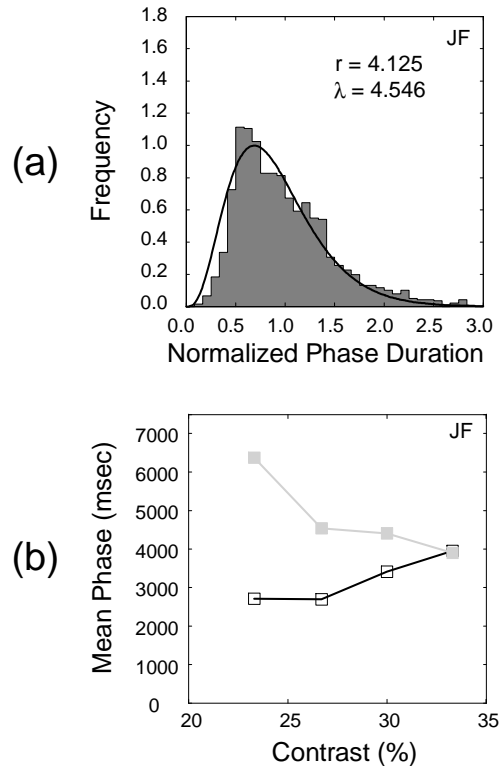 (a)
JF
r = 4.125
λ = 4.546
Frequency
1.8
1.6
1.4
1.2
1.0
0.8
0.6
0.4
0.2
0.0
0.0 0.5 1.0 1.5 2.0 2.5 3.0
Normalized Phase Duration
(b)
JF
Mean Phase (msec)
7000
6000
5000
4000
3000
2000
1000
0
20 25 30 35
Contrast (%)